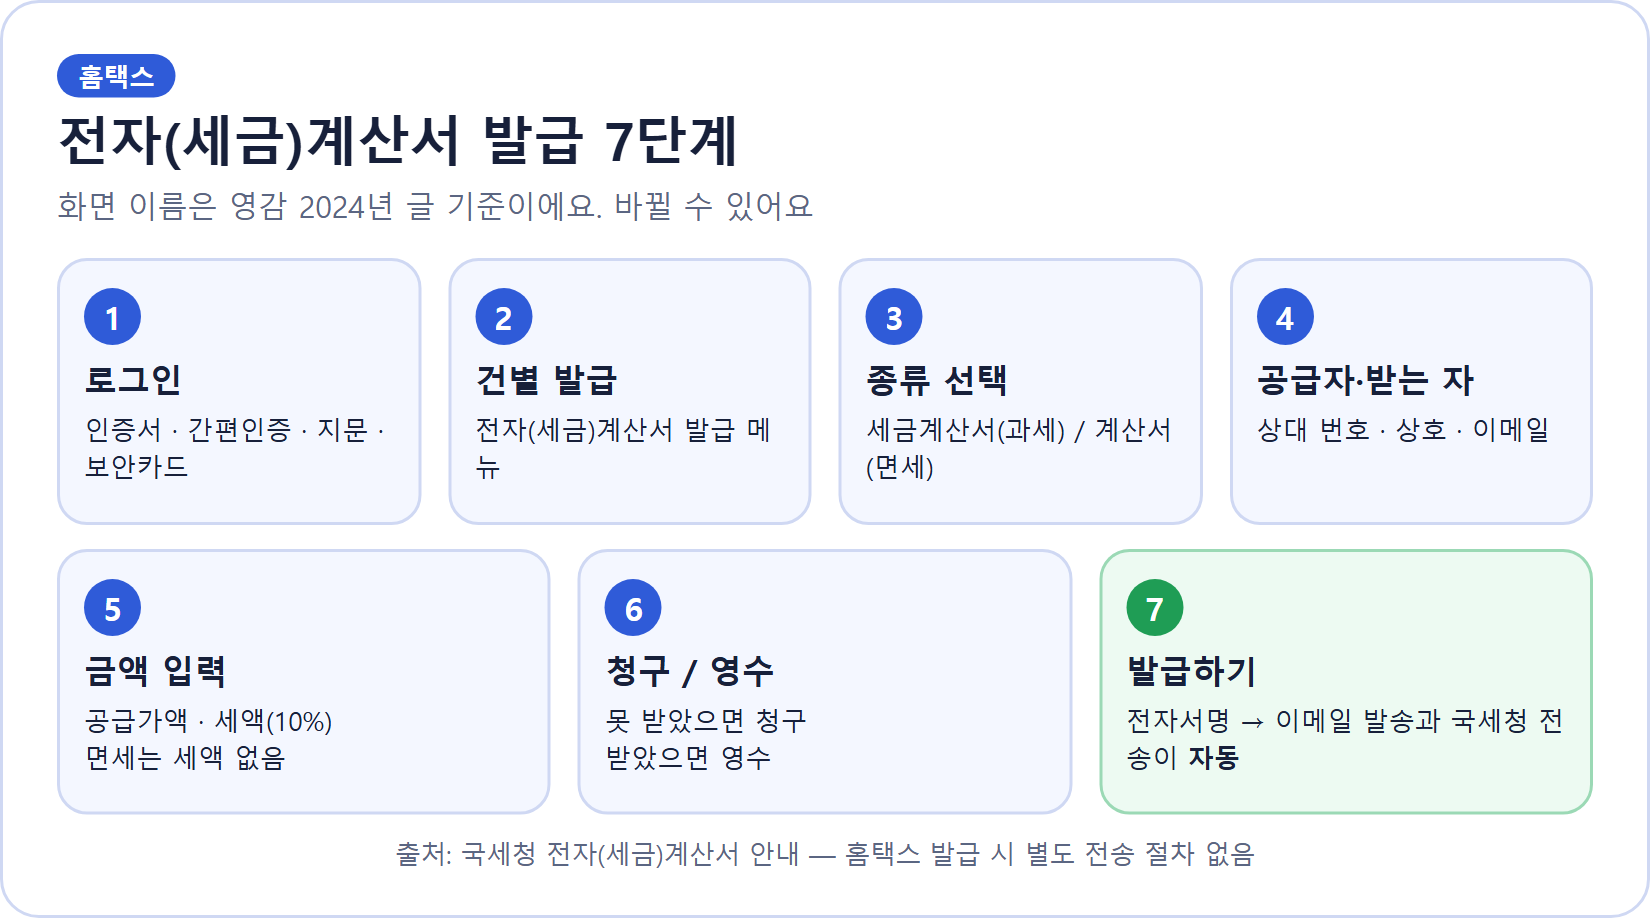 홈택스
전자(세금)계산서 발급 7단계
화면 이름은 영감 2024년 글 기준이에요. 바뀔 수 있어요
1
로그인
인증서 · 간편인증 · 지문 ·
보안카드
2
건별 발급
전자(세금)계산서 발급 메
뉴
3
종류 선택
세금계산서(과세) / 계산서
(면세)
4
공급자·받는 자
상대 번호 · 상호 · 이메일
5
금액 입력
공급가액 · 세액(10%)
면세는 세액 없음
6
청구 / 영수
못 받았으면 청구
받았으면 영수
7
발급하기
전자서명 → 이메일 발송과 국세청 전
송이 자동
출처: 국세청 전자(세금)계산서 안내 — 홈택스 발급 시 별도 전송 절차 없음